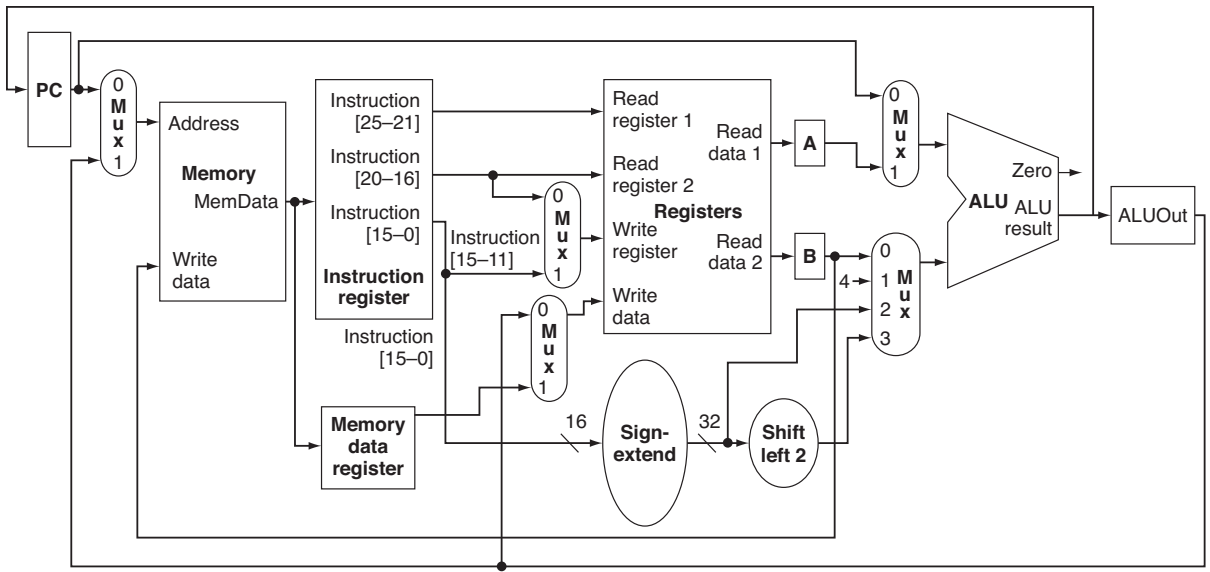 PC
0
M
u
x
1
Address
Memory
MemData
Write
data
Instruction
[25–21]
Instruction
[20–16]
Instruction
[15–0]
Instruction
register
Instruction
[15–0]
Memory
data
register
Instruction
[15–11]
0
M
u
x
1
0
M
u
x
1
Read
register 1
Read
register 2
Registers
Write
register
Write
data
Read
data 1
Read
data 2
16
Sign-
extend
32
Shift
left 2
A
B
4
0
M
u
x
1
0
1
2
3
M
u
x
Zero
ALU
ALU
result
ALUOut